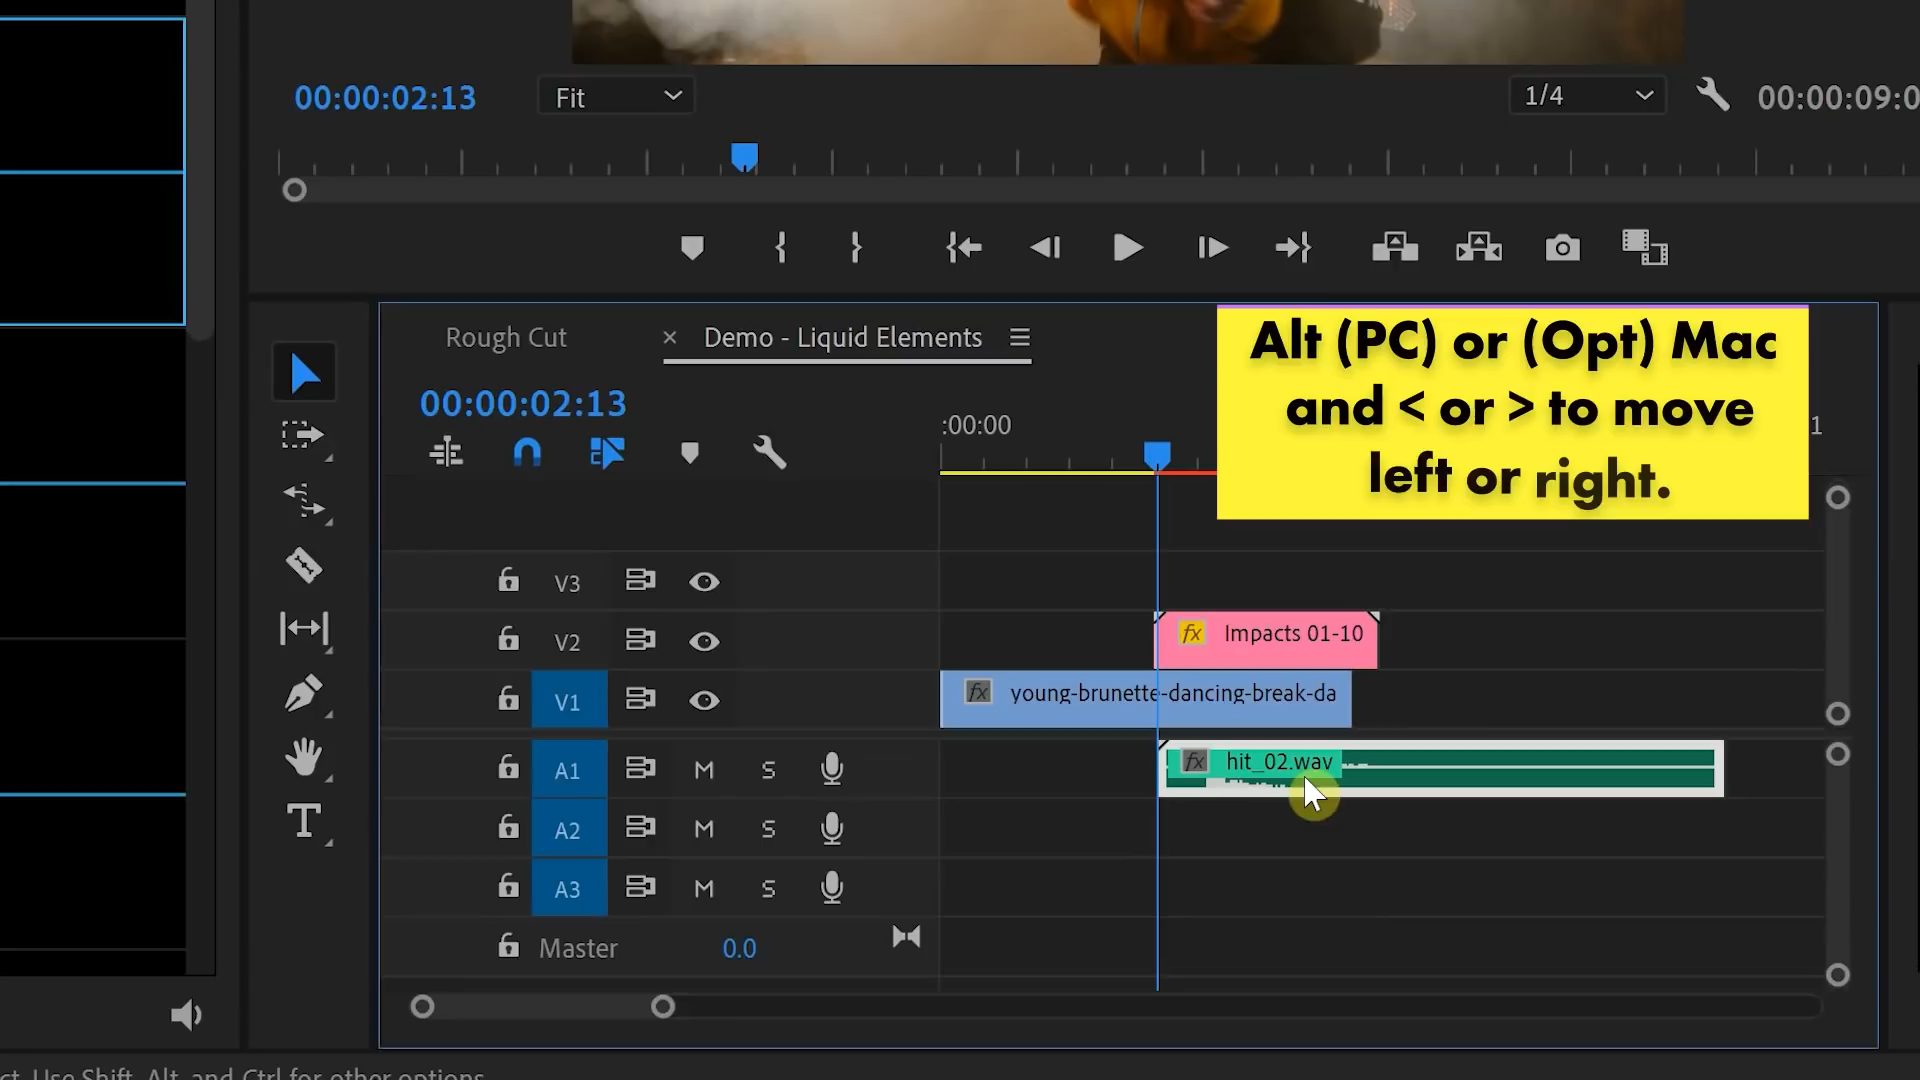 00:00:02:13
Fit
1/4
00:00:09:0
Rough Cut
Demo - Liquid Elements
Alt (PC) or (Opt) Mac
and < or > to move
left or right.
00:00:02:13
:00:00
1
V3
V2
fx Impacts 01-10
V1
fx young-brunette-dancing-break-da
A1 M S
fx hit_02.wav
A2 M S
A3 M S
Master 0.0
T
ct. Use Shift, Alt, and Ctrl for other options.